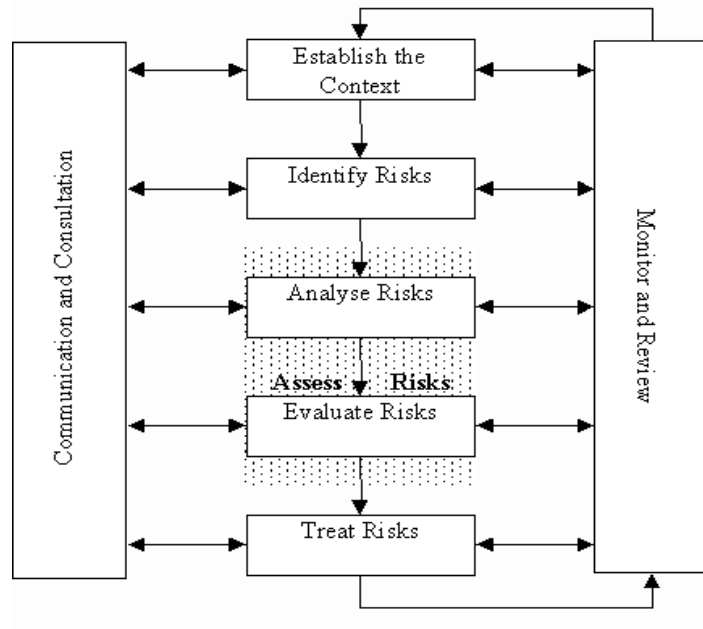 Establish the
Context
Communication and Consultation
Identify Risks
Monitor and Review
Analyse Risks
Assess Risks
Evaluate Risks
Treat Risks